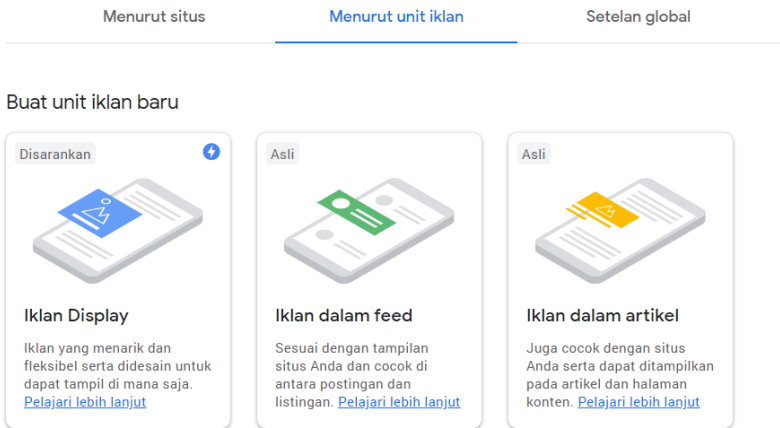 Menurut situs
Menurut unit iklan
Setelan global
Buat unit iklan baru
Disarankan
Iklan Display
Iklan yang menarik dan
fleksibel serta didesain untuk
dapat tampil di mana saja.
Pelajari lebih lanjut
Asli
Iklan dalam feed
Sesuai dengan tampilan
situs Anda dan cocok di
antara postingan dan
listingan. Pelajari lebih lanjut
Asli
Iklan dalam artikel
Juga cocok dengan situs
Anda serta dapat ditampilkan
pada artikel dan halaman
konten. Pelajari lebih lanjut